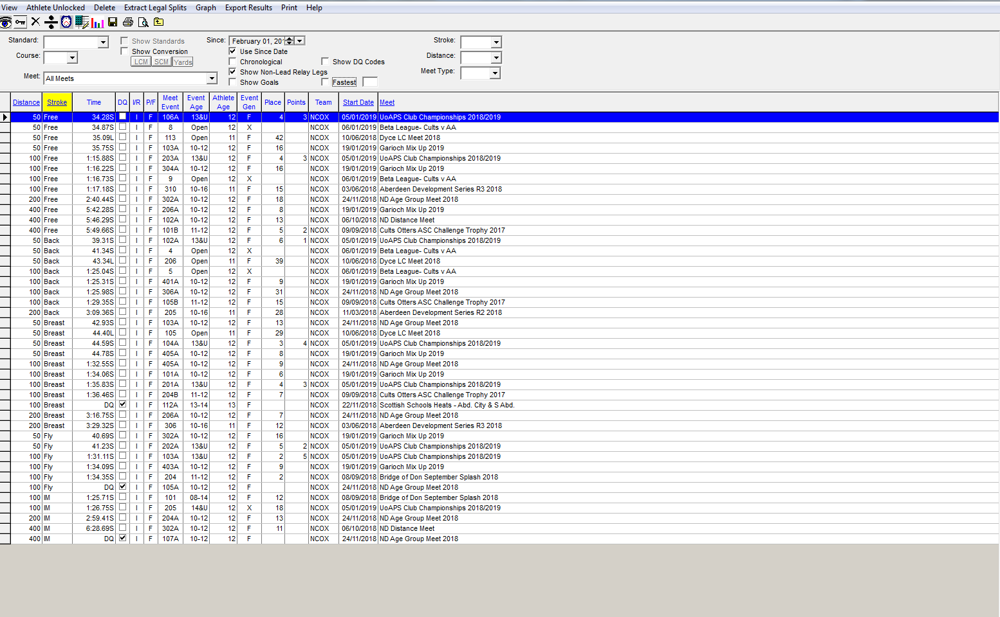 View Athlete Unlocked Delete Extract Legal Splits Graph Export Results Print Help
Standard: Show Standards Since: February 01, 201 Stroke:
Course: Show Conversion Use Since Date Distance:
LCM SCM Yards Chronological Show DQ Codes
Meet: All Meets Show Non-Lead Relay Legs Meet Type:
Show Goals Fastest
Distance Stroke Time DQ I/R P/F Meet Event Event Age Athlete Age Event Gen Place Points Team Start Date Meet
50 Free 34.28S I F 106A 13&U 12 F 4 3 NCOX 05/01/2019 UoAPS Club Championships 2018/2019
50 Free 34.87S I F 8 Open 12 X NCOX 06/01/2019 Beta League- Cults v AA
50 Free 35.09L I F 113 Open 11 F 42 NCOX 10/06/2018 Dyce LC Meet 2018
50 Free 35.75S I F 103A 10-12 12 F 16 NCOX 19/01/2019 Garioch Mix Up 2019
100 Free 1:15.88S I F 203A 13&U 12 F 4 3 NCOX 05/01/2019 UoAPS Club Championships 2018/2019
100 Free 1:16.22S I F 304A 10-12 12 F 16 NCOX 19/01/2019 Garioch Mix Up 2019
100 Free 1:16.73S I F 9 Open 12 X NCOX 06/01/2019 Beta League- Cults v AA
100 Free 1:17.18S I F 310 10-16 11 F 15 NCOX 03/06/2018 Aberdeen Development Series R3 2018
200 Free 2:40.44S I F 302A 10-12 12 F 18 NCOX 24/11/2018 ND Age Group Meet 2018
400 Free 5:42.28S I F 206A 10-12 12 F 8 NCOX 19/01/2019 Garioch Mix Up 2019
400 Free 5:46.29S I F 102A 10-12 12 F 13 NCOX 06/10/2018 ND Distance Meet
400 Free 5:49.66S I F 101B 11-12 12 F 5 2 NCOX 09/09/2018 Cults Otters ASC Challenge Trophy 2017
50 Back 39.31S I F 102A 13&U 12 F 6 1 NCOX 05/01/2019 UoAPS Club Championships 2018/2019
50 Back 41.34S I F 4 Open 12 X NCOX 06/01/2019 Beta League- Cults v AA
50 Back 43.34L I F 206 Open 11 F 39 NCOX 10/06/2018 Dyce LC Meet 2018
100 Back 1:25.04S I F 5 Open 12 X NCOX 06/01/2019 Beta League- Cults v AA
100 Back 1:25.31S I F 401A 10-12 12 F 9 NCOX 19/01/2019 Garioch Mix Up 2019
100 Back 1:25.98S I F 306A 10-12 12 F 31 NCOX 24/11/2018 ND Age Group Meet 2018
100 Back 1:29.35S I F 105B 11-12 12 F 15 NCOX 09/09/2018 Cults Otters ASC Challenge Trophy 2017
200 Back 3:09.36S I F 205 10-16 11 F 28 NCOX 11/03/2018 Aberdeen Development Series R2 2018
50 Breast 42.93S I F 103A 10-12 12 F 13 NCOX 24/11/2018 ND Age Group Meet 2018
50 Breast 44.40L I F 105 Open 11 F 29 NCOX 10/06/2018 Dyce LC Meet 2018
50 Breast 44.59S I F 104A 13&U 12 F 3 4 NCOX 05/01/2019 UoAPS Club Championships 2018/2019
50 Breast 44.78S I F 405A 10-12 12 F 8 NCOX 19/01/2019 Garioch Mix Up 2019
100 Breast 1:32.55S I F 405A 10-12 12 F 9 NCOX 24/11/2018 ND Age Group Meet 2018
100 Breast 1:34.06S I F 101A 10-12 12 F 6 NCOX 19/01/2019 Garioch Mix Up 2019
100 Breast 1:35.83S I F 201A 13&U 12 F 4 3 NCOX 05/01/2019 UoAPS Club Championships 2018/2019
100 Breast 1:36.46S I F 204B 11-12 12 F 7 NCOX 09/09/2018 Cults Otters ASC Challenge Trophy 2017
100 Breast DQ I F 112A 13-14 13 F NCOX 22/11/2018 Scottish Schools Heats - Abd. City & S Abd.
200 Breast 3:16.75S I F 206A 10-12 12 F 7 NCOX 24/11/2018 ND Age Group Meet 2018
200 Breast 3:29.32S I F 306 10-16 11 F 12 NCOX 03/06/2018 Aberdeen Development Series R3 2018
50 Fly 40.69S I F 302A 10-12 12 F 16 NCOX 19/01/2019 Garioch Mix Up 2019
50 Fly 41.23S I F 202A 13&U 12 F 5 2 NCOX 05/01/2019 UoAPS Club Championships 2018/2019
100 Fly 1:31.11S I F 103A 13&U 12 F 2 5 NCOX 05/01/2019 UoAPS Club Championships 2018/2019
100 Fly 1:34.09S I F 403A 10-12 12 F 9 NCOX 19/01/2019 Garioch Mix Up 2019
100 Fly 1:34.35S I F 204 11-12 12 F 2 NCOX 08/09/2018 Bridge of Don September Splash 2018
100 Fly DQ I F 105A 10-12 12 F NCOX 24/11/2018 ND Age Group Meet 2018
100 IM 1:25.71S I F 101 08-14 12 F 12 NCOX 08/09/2018 Bridge of Don September Splash 2018
100 IM 1:26.75S I F 205 14&U 12 X 18 NCOX 05/01/2019 UoAPS Club Championships 2018/2019
200 IM 2:59.41S I F 204A 10-12 12 F 13 NCOX 24/11/2018 ND Age Group Meet 2018
400 IM 6:28.69S I F 302A 10-12 12 F 11 NCOX 06/10/2018 ND Distance Meet
400 IM DQ I F 107A 10-12 12 F NCOX 24/11/2018 ND Age Group Meet 2018